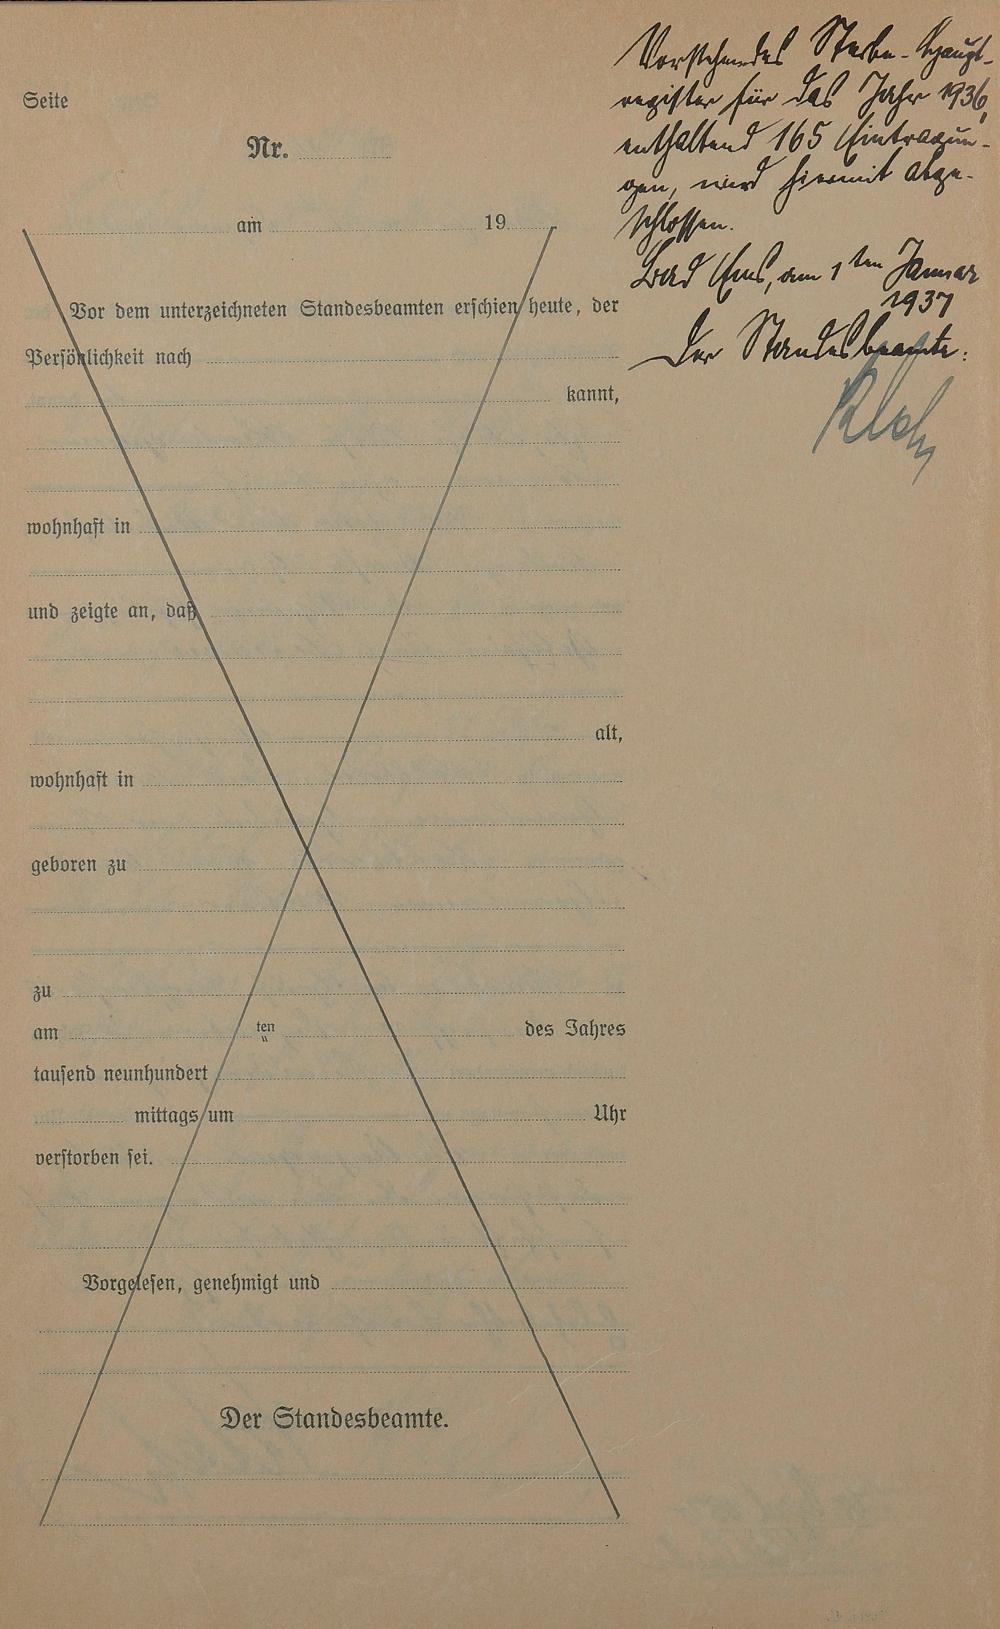 Seite
Nr.
am 19
Vor dem unterzeichneten Standesbeamten erschien heute, der
Persönlichkeit nach
kannt,
wohnhaft in
und zeigte an, daß
alt,
wohnhaft in
geboren zu
zu
am ten des Jahres
tausend neunhundert
mittags um Uhr
verstorben sei.
Vorgelesen, genehmigt und
Der Standesbeamte.
Vorstehendes Sterbe-Haupt-
register für das Jahr 1936,
enthaltend 165 Eintragun-
gen, wird hiermit abge-
schlossen.
Bad Ems, am 1ten Januar
1937
Der Standesbeamte: